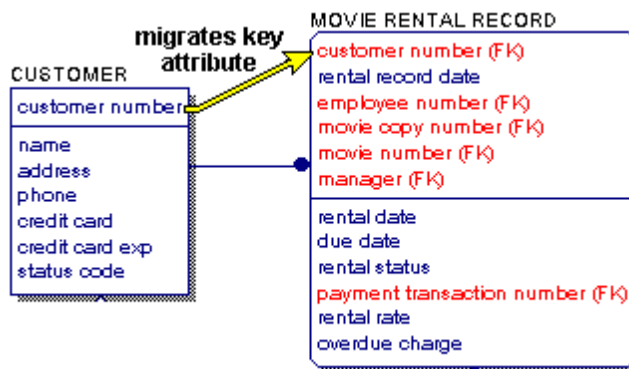 MOVIE RENTAL RECORD
migrates key
attribute
CUSTOMER
customer number
name
address
phone
credit card
credit card exp
status code
customer number (FK)
rental record date
employee number (FK)
movie copy number (FK)
movie number (FK)
manager (FK)
rental date
due date
rental status
payment transaction number (FK)
rental rate
overdue charge